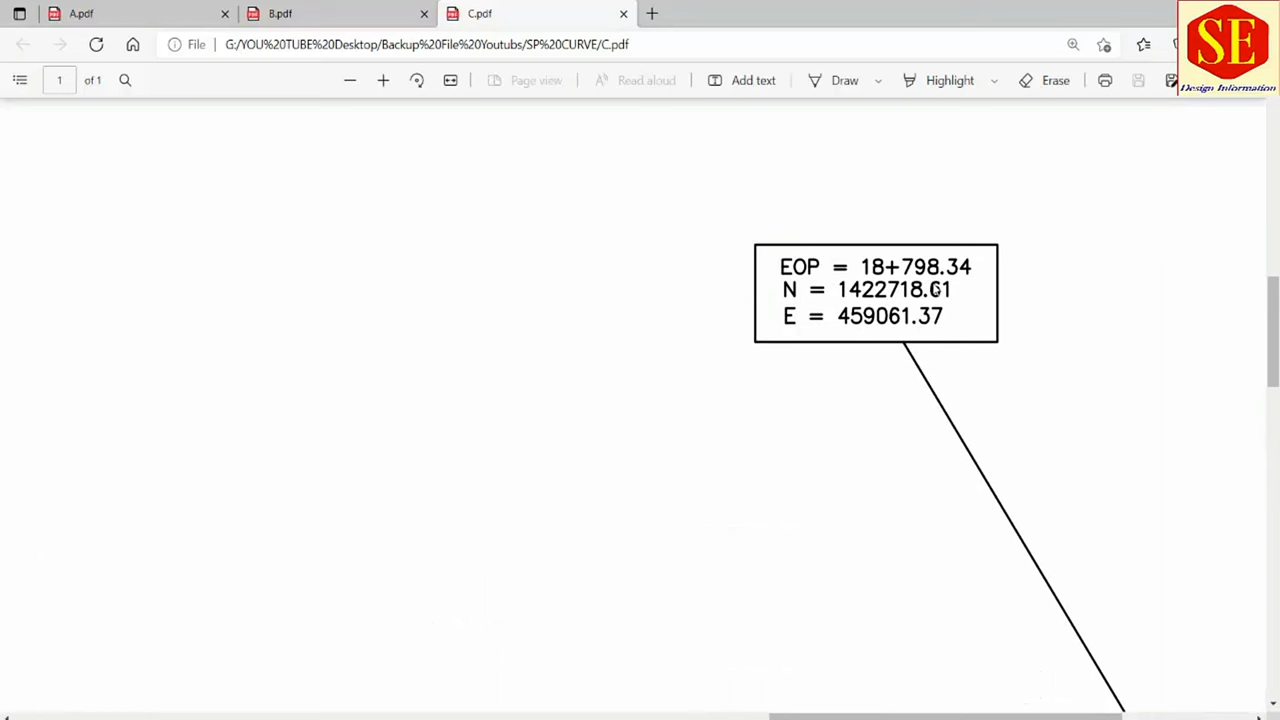 A.pdf
B.pdf
C.pdf
File
G:/YOU%20TUBE%20Desktop/Backup%20File%20Youtubs/SP%20CURVE/C.pdf
1
of 1
Page view
Read aloud
Add text
Draw
Highlight
Erase
SE
Design Information
EOP = 18+798.34
N = 1422718.61
E = 459061.37